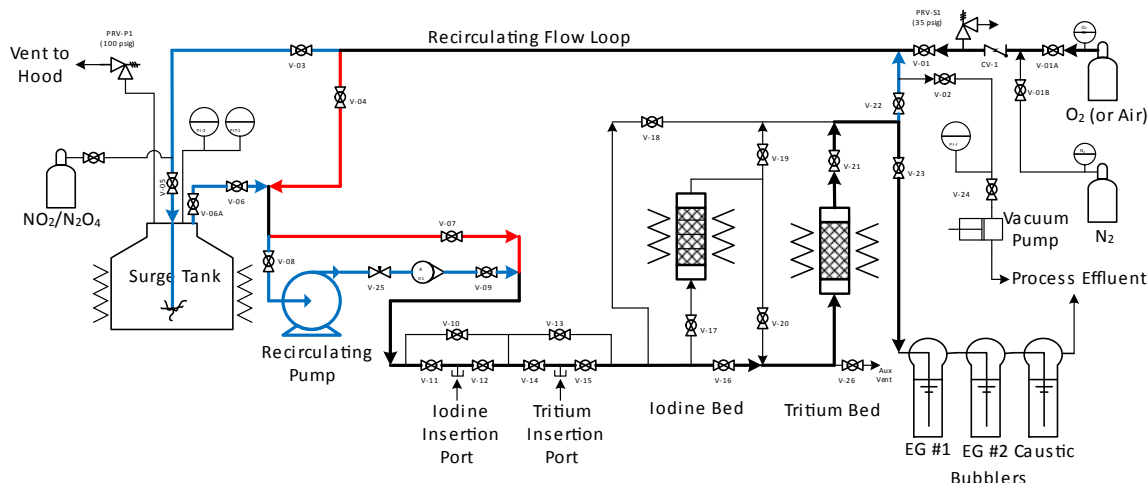 PRV-P1
(100 psig)
Vent to
Hood
V-03
Recirculating Flow Loop
PRV-S1
(35 psig)
V-01
CV-1
V-01A
V-01B
O₂ (or Air)
V-04
V-22
V-02
V-18
V-19
V-21
V-23
V-24
N₂
Vacuum
Pump
Process Effluent
NO₂/N₂O₄
V-05
V-06A
V-06
V-07
V-08
Surge Tank
V-25
V-09
Recirculating
Pump
V-10
V-13
V-17
V-20
V-11
V-12
V-14
V-15
V-16
V-26
Aux
Vent
Iodine
Insertion
Port
Tritium
Insertion
Port
Iodine Bed
Tritium Bed
EG #1
EG #2
Caustic
Bubblers